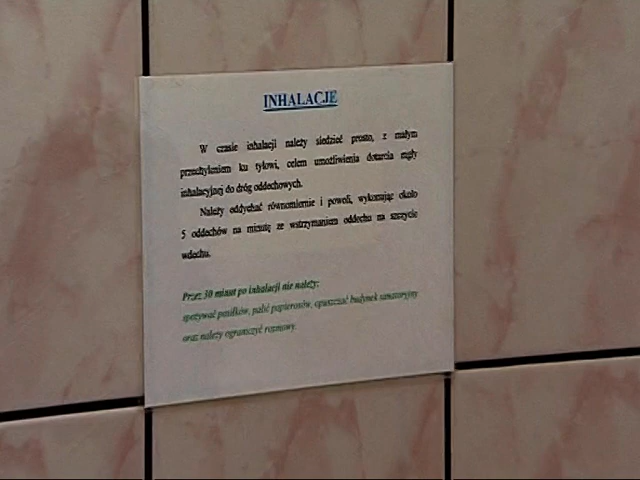 INHALACJE
W czasie inhalacji należy siedzieć prosto, z małym
przechyleniem ku tyłowi, celem umożliwienia dotarcia mgły
inhalacyjnej do dróg oddechowych.
Należy oddychać równomiernie i powoli, wykonując około
5 oddechów na minutę ze wstrzymaniem oddechu na szczycie
wdechu.
Przez 30 minut po inhalacji nie należy:
spożywać posiłków, palić papierosów, opuszczać budynek sanatoryjny
oraz należy ograniczyć rozmowy.